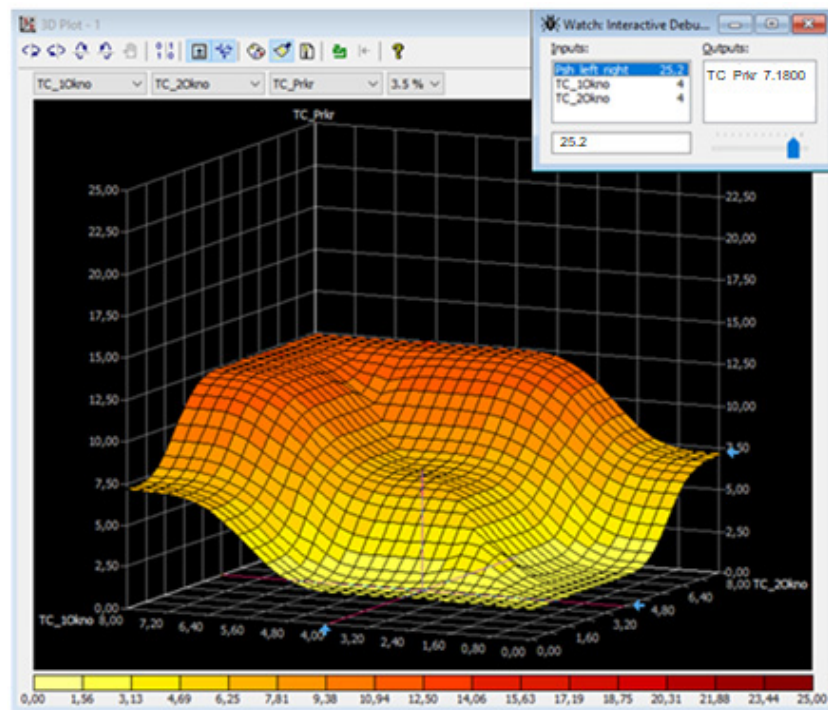 3D Plot - 1
TC_1Okno TC_2Okno TC_Prkr 3.5 %
Watch: Interactive Debu...
Inputs: Outputs:
Psh left right 25.2
TC_1Okno 4
TC_2Okno 4
TC Prkr 7.1800
25.2
TC_Prkr
25,00
22,50
20,00
17,50
15,00
12,50
10,00
7,50
5,00
2,50
0,00
22,50
20,00
17,50
15,00
12,50
10,00
7,50
5,00
2,50
0,00
TC_1Okno 8,00 7,20 6,40 5,60 4,80 4,00 3,20 2,40 1,60 0,80 0,00
0,00 1,60 3,20 4,80 6,40 8,00 TC_2Okno
0,00 1,56 3,13 4,69 6,25 7,81 9,38 10,94 12,50 14,06 15,63 17,19 18,75 20,31 21,88 23,44 25,00